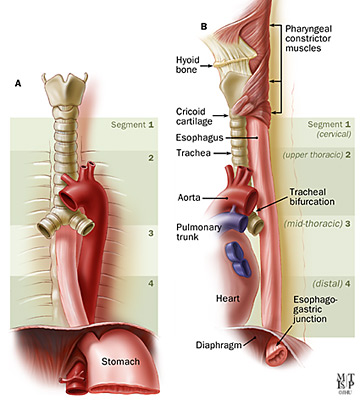 A
Segment 1
2
3
4
Stomach
B
Pharyngeal
constrictor
muscles
Hyoid
bone
Cricoid
cartilage
Esophagus
Trachea
Segment 1
(cervical)
(upper thoracic) 2
Aorta
Tracheal
bifurcation
Pulmonary
trunk
(mid-thoracic) 3
Heart
(distal) 4
Esophago-
gastric
junction
Diaphragm